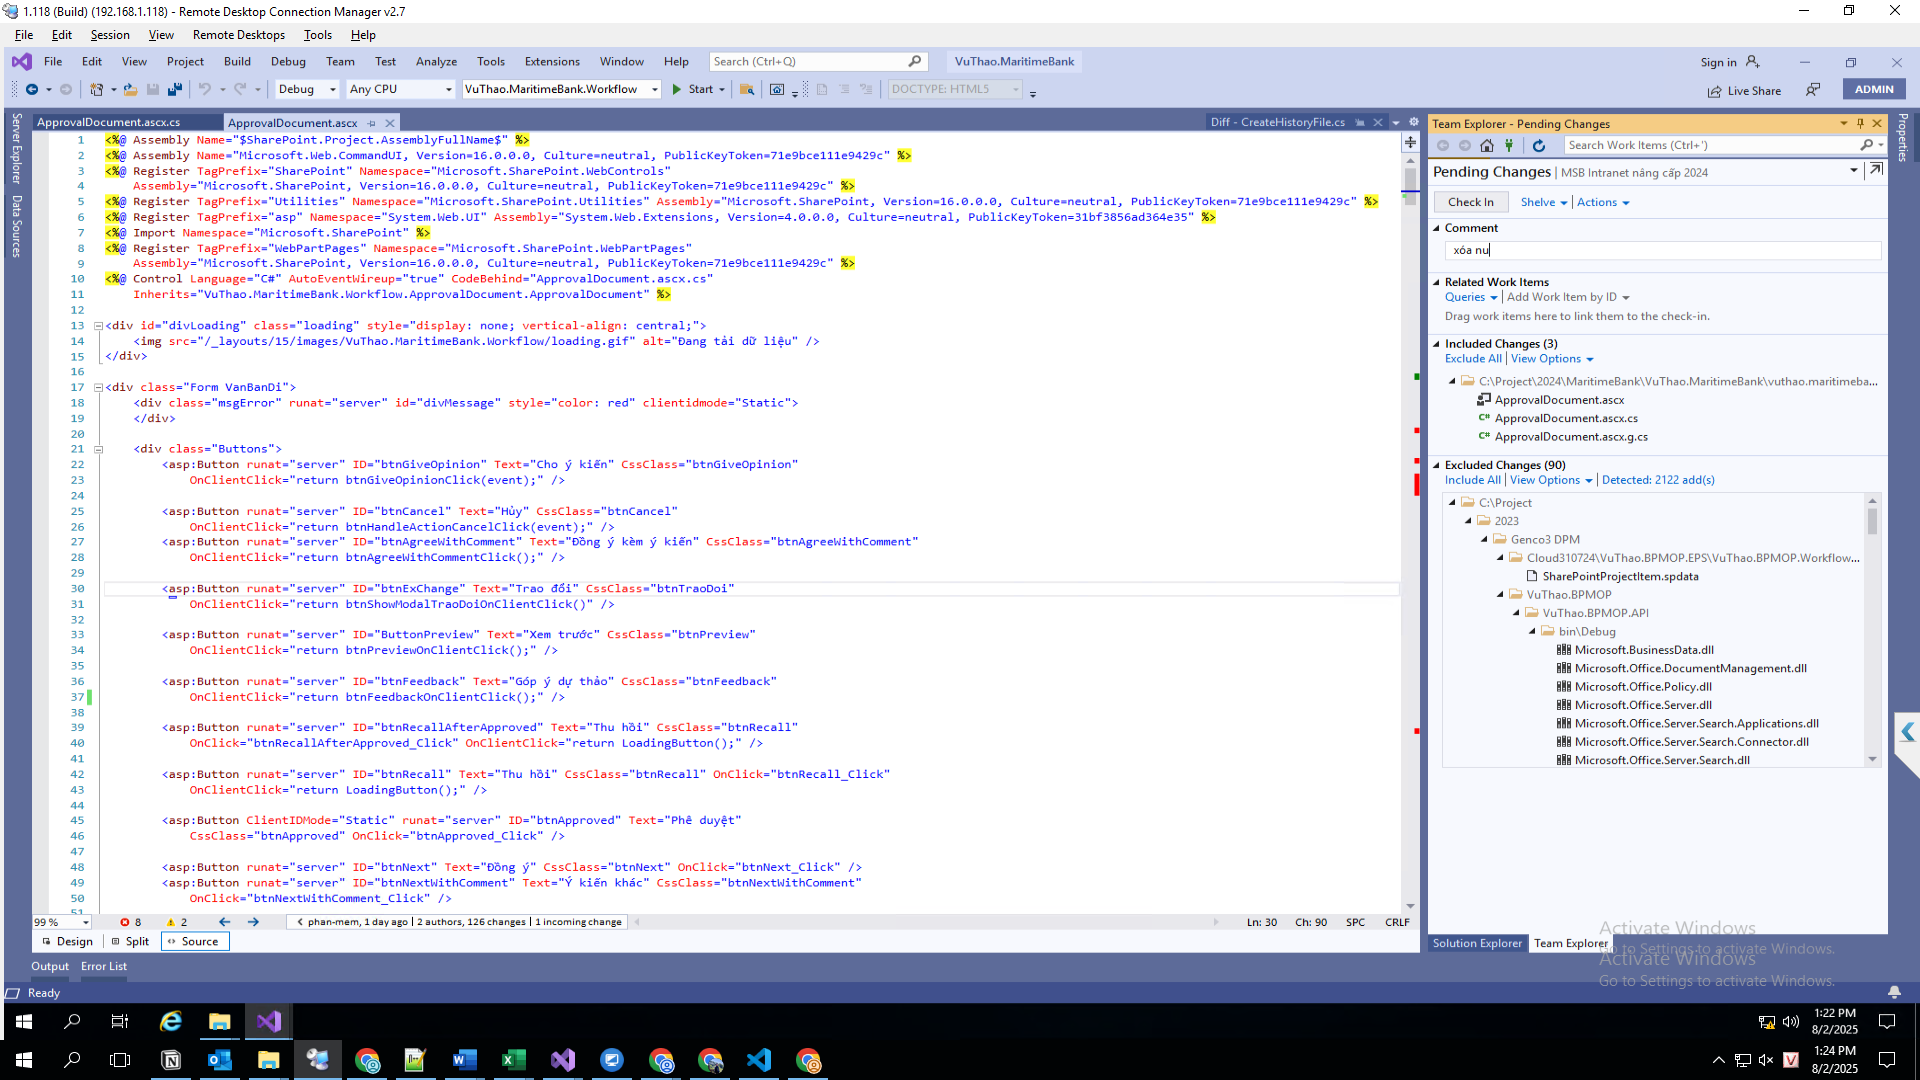 1.118 (Build) (192.168.1.118) - Remote Desktop Connection Manager v2.7
File Edit Session View Remote Desktops Tools Help
File Edit View Project Build Debug Team Test Analyze Tools Extensions Window Help Search (Ctrl+Q) VuThao.MaritimeBank Sign in
Debug Any CPU VuThao.MaritimeBank.Workflow Start DOCTYPE: HTML5 Live Share ADMIN
Server Explorer
Data Sources
ApprovalDocument.ascx.cs ApprovalDocument.ascx Diff - CreateHistoryFile.cs
1 <%@ Assembly Name="$SharePoint.Project.AssemblyFullName$" %>
2 <%@ Assembly Name="Microsoft.Web.CommandUI, Version=16.0.0.0, Culture=neutral, PublicKeyToken=71e9bce111e9429c" %>
3 <%@ Register TagPrefix="SharePoint" Namespace="Microsoft.SharePoint.WebControls"
4 Assembly="Microsoft.SharePoint, Version=16.0.0.0, Culture=neutral, PublicKeyToken=71e9bce111e9429c" %>
5 <%@ Register TagPrefix="Utilities" Namespace="Microsoft.SharePoint.Utilities" Assembly="Microsoft.SharePoint, Version=16.0.0.0, Culture=neutral, PublicKeyToken=71e9bce111e9429c" %>
6 <%@ Register TagPrefix="asp" Namespace="System.Web.UI" Assembly="System.Web.Extensions, Version=4.0.0.0, Culture=neutral, PublicKeyToken=31bf3856ad364e35" %>
7 <%@ Import Namespace="Microsoft.SharePoint" %>
8 <%@ Register TagPrefix="WebPartPages" Namespace="Microsoft.SharePoint.WebPartPages"
9 Assembly="Microsoft.SharePoint, Version=16.0.0.0, Culture=neutral, PublicKeyToken=71e9bce111e9429c" %>
10 <%@ Control Language="C#" AutoEventWireup="true" CodeBehind="ApprovalDocument.ascx.cs"
11 Inherits="VuThao.MaritimeBank.Workflow.ApprovalDocument.ApprovalDocument" %>
12
13 <div id="divLoading" class="loading" style="display: none; vertical-align: central;">
14 <img src="/_layouts/15/images/VuThao.MaritimeBank.Workflow/loading.gif" alt="Đang tải dữ liệu" />
15 </div>
16
17 <div class="Form VanBanDi">
18 <div class="msgError" runat="server" id="divMessage" style="color: red" clientidmode="Static">
19 </div>
20
21 <div class="Buttons">
22 <asp:Button runat="server" ID="btnGiveOpinion" Text="Cho ý kiến" CssClass="btnGiveOpinion"
23 OnClientClick="return btnGiveOpinionClick(event);" />
24
25 <asp:Button runat="server" ID="btnCancel" Text="Hủy" CssClass="btnCancel"
26 OnClientClick="return btnHandleActionCancelClick(event);" />
27 <asp:Button runat="server" ID="btnAgreeWithComment" Text="Đồng ý kèm ý kiến" CssClass="btnAgreeWithComment"
28 OnClientClick="return btnAgreeWithCommentClick();" />
29
30 <asp:Button runat="server" ID="btnExChange" Text="Trao đổi" CssClass="btnTraoDoi"
31 OnClientClick="return btnShowModalTraoDoiOnClientClick()" />
32
33 <asp:Button runat="server" ID="ButtonPreview" Text="Xem trước" CssClass="btnPreview"
34 OnClientClick="return btnPreviewOnClientClick();" />
35
36 <asp:Button runat="server" ID="btnFeedback" Text="Góp ý dự thảo" CssClass="btnFeedback"
37 OnClientClick="return btnFeedbackOnClientClick();" />
38
39 <asp:Button runat="server" ID="btnRecallAfterApproved" Text="Thu hồi" CssClass="btnRecall"
40 OnClick="btnRecallAfterApproved_Click" OnClientClick="return LoadingButton();" />
41
42 <asp:Button runat="server" ID="btnRecall" Text="Thu hồi" CssClass="btnRecall" OnClick="btnRecall_Click"
43 OnClientClick="return LoadingButton();" />
44
45 <asp:Button ClientIDMode="Static" runat="server" ID="btnApproved" Text="Phê duyệt"
46 CssClass="btnApproved" OnClick="btnApproved_Click" />
47
48 <asp:Button runat="server" ID="btnNext" Text="Đồng ý" CssClass="btnNext" OnClick="btnNext_Click" />
49 <asp:Button runat="server" ID="btnNextWithComment" Text="Ý kiến khác" CssClass="btnNextWithComment"
50 OnClick="btnNextWithComment_Click" />
51
99 % 8 2 phan-mem, 1 day ago | 2 authors, 126 changes | 1 incoming change Ln: 30 Ch: 90 SPC CRLF
Design Split Source
Output Error List
Ready
Team Explorer - Pending Changes
Search Work Items (Ctrl+')
Pending Changes | MSB Intranet nâng cấp 2024
Check In Shelve Actions
Comment
xóa nu
Related Work Items
Queries Add Work Item by ID
Drag work items here to link them to the check-in.
Included Changes (3)
Exclude All View Options
C:\Project\2024\MaritimeBank\VuThao.MaritimeBank\vuthao.maritimeba...
ApprovalDocument.ascx
ApprovalDocument.ascx.cs
ApprovalDocument.ascx.g.cs
Excluded Changes (90)
Include All View Options Detected: 2122 add(s)
C:\Project
2023
Genco3 DPM
Cloud310724\VuThao.BPMOP.EPS\VuThao.BPMOP.Workflow...
SharePointProjectItem.spdata
VuThao.BPMOP
VuThao.BPMOP.API
bin\Debug
Microsoft.BusinessData.dll
Microsoft.Office.DocumentManagement.dll
Microsoft.Office.Policy.dll
Microsoft.Office.Server.dll
Microsoft.Office.Server.Search.Applications.dll
Microsoft.Office.Server.Search.Connector.dll
Microsoft.Office.Server.Search.dll
Properties
Solution Explorer Team Explorer
Activate Windows
Go to Settings to activate Windows.
Activate Windows
Go to Settings to activate Windows.
1:22 PM
8/2/2025
1:24 PM
8/2/2025